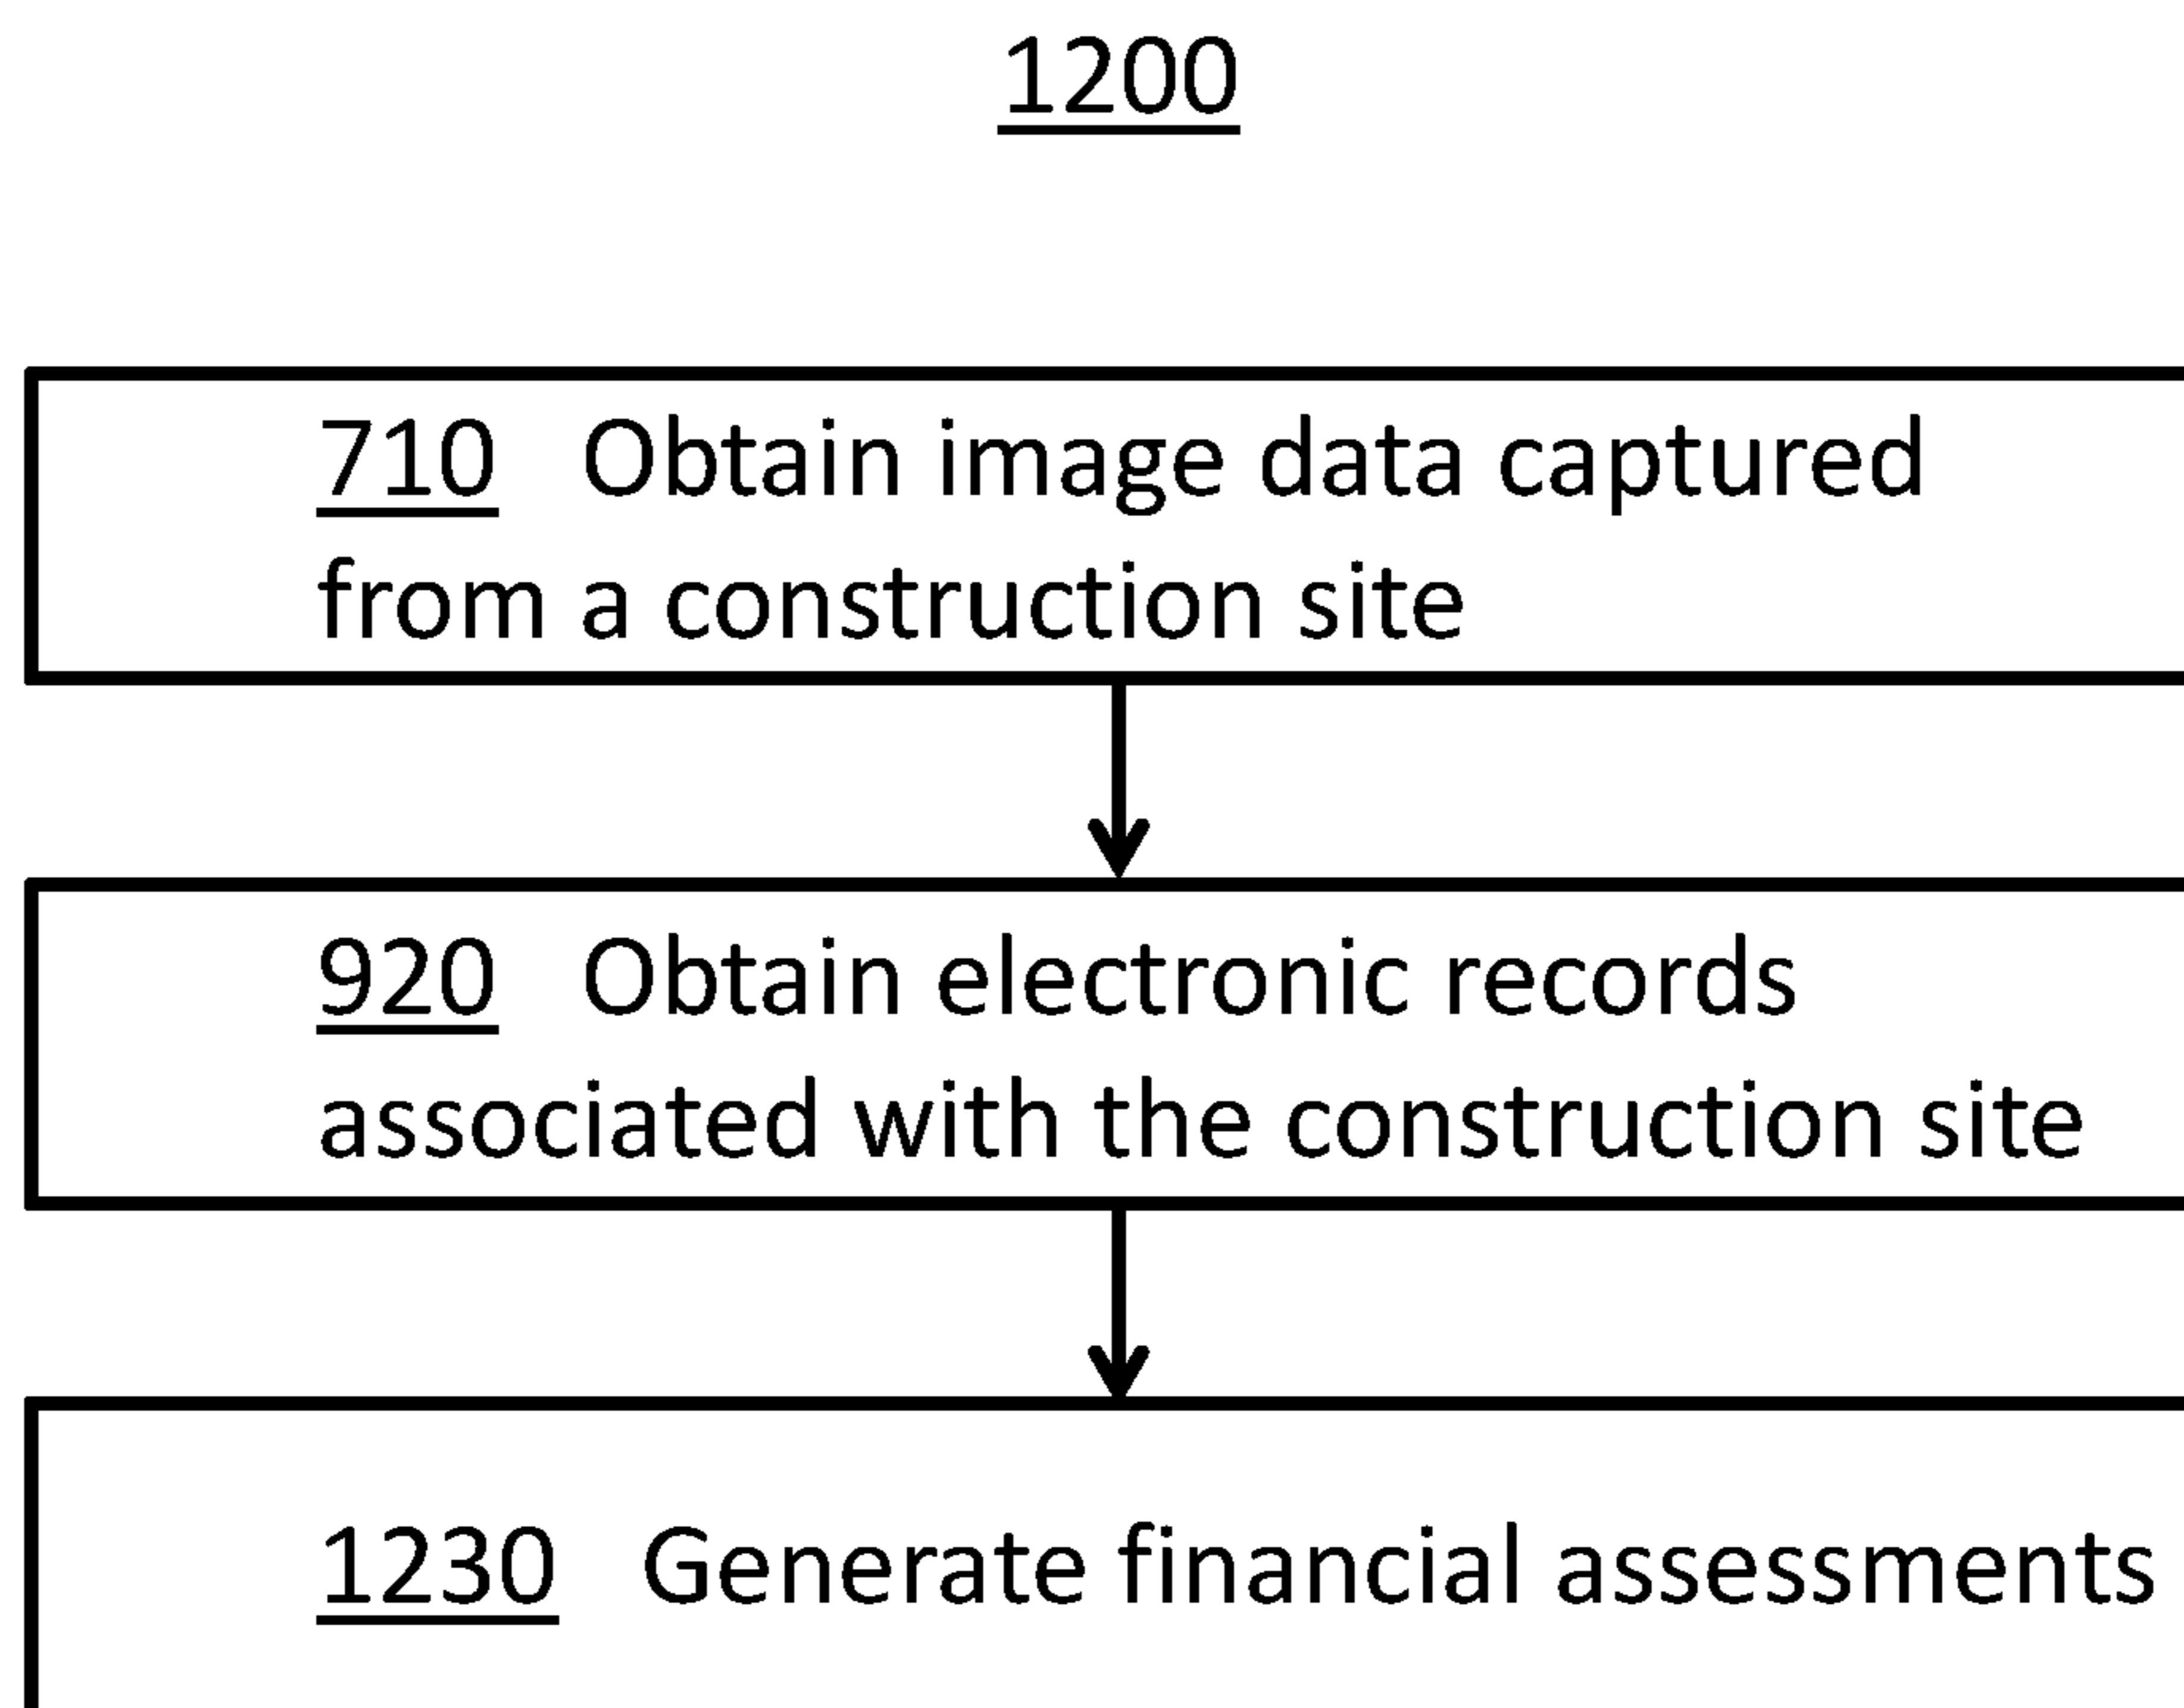 1200
710 Obtain image data captured
from a construction site
920 Obtain electronic records
associated with the construction site
1230 Generate financial assessments